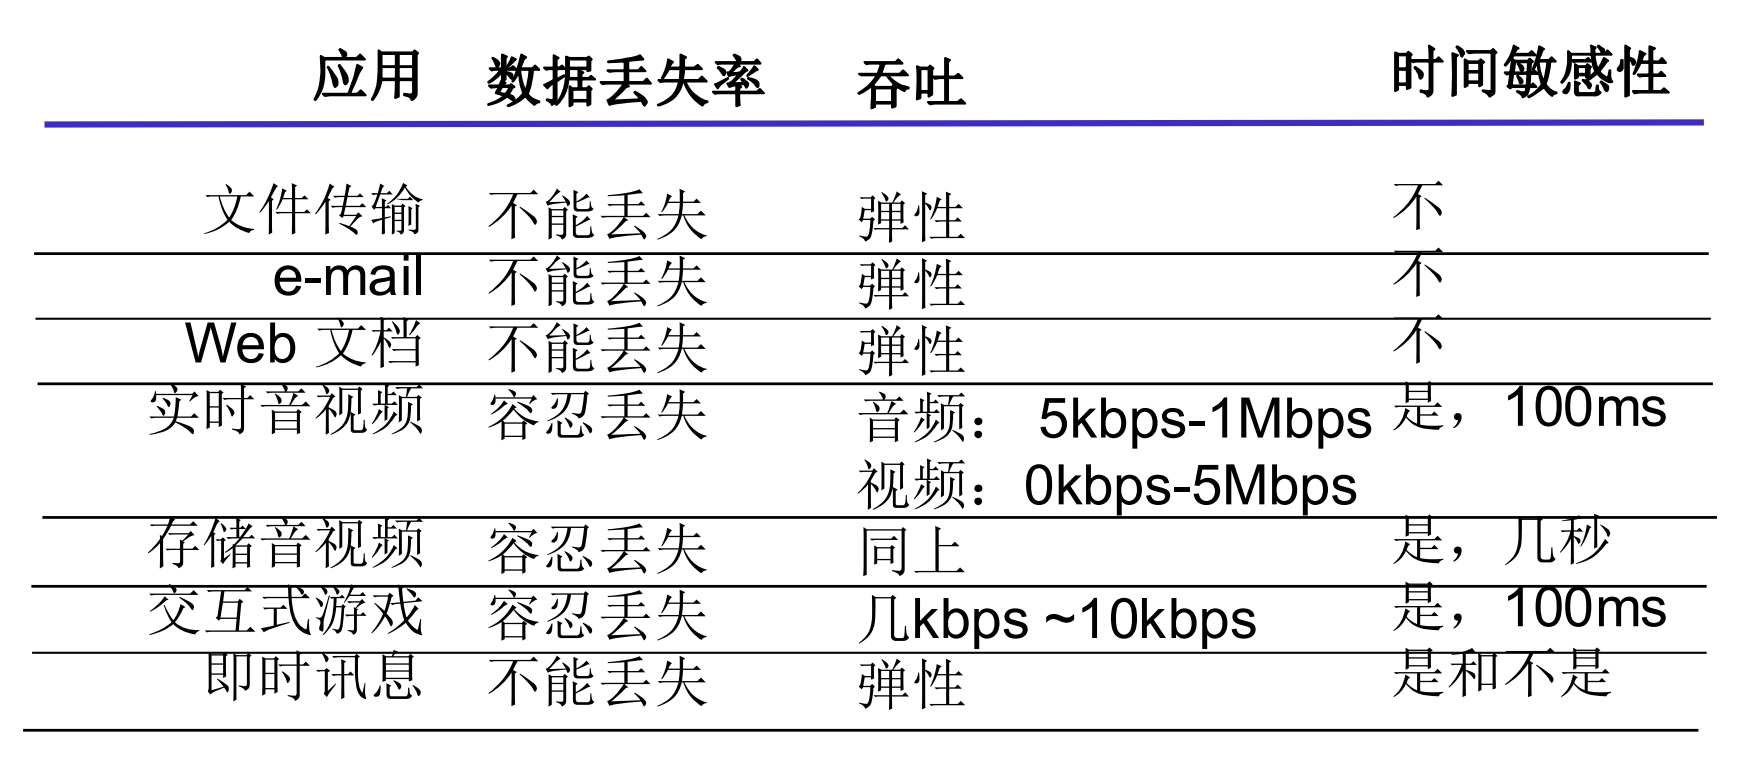 应用 数据丢失率 吞吐 时间敏感性
文件传输 不能丢失 弹性 不
e-mail 不能丢失 弹性 不
Web 文档 不能丢失 弹性 不
实时音视频 容忍丢失 音频： 5kbps-1Mbps 是，100ms
视频：0kbps-5Mbps
存储音视频 容忍丢失 同上 是，几秒
交互式游戏 容忍丢失 几kbps ~10kbps 是，100ms
即时讯息 不能丢失 弹性 是和不是